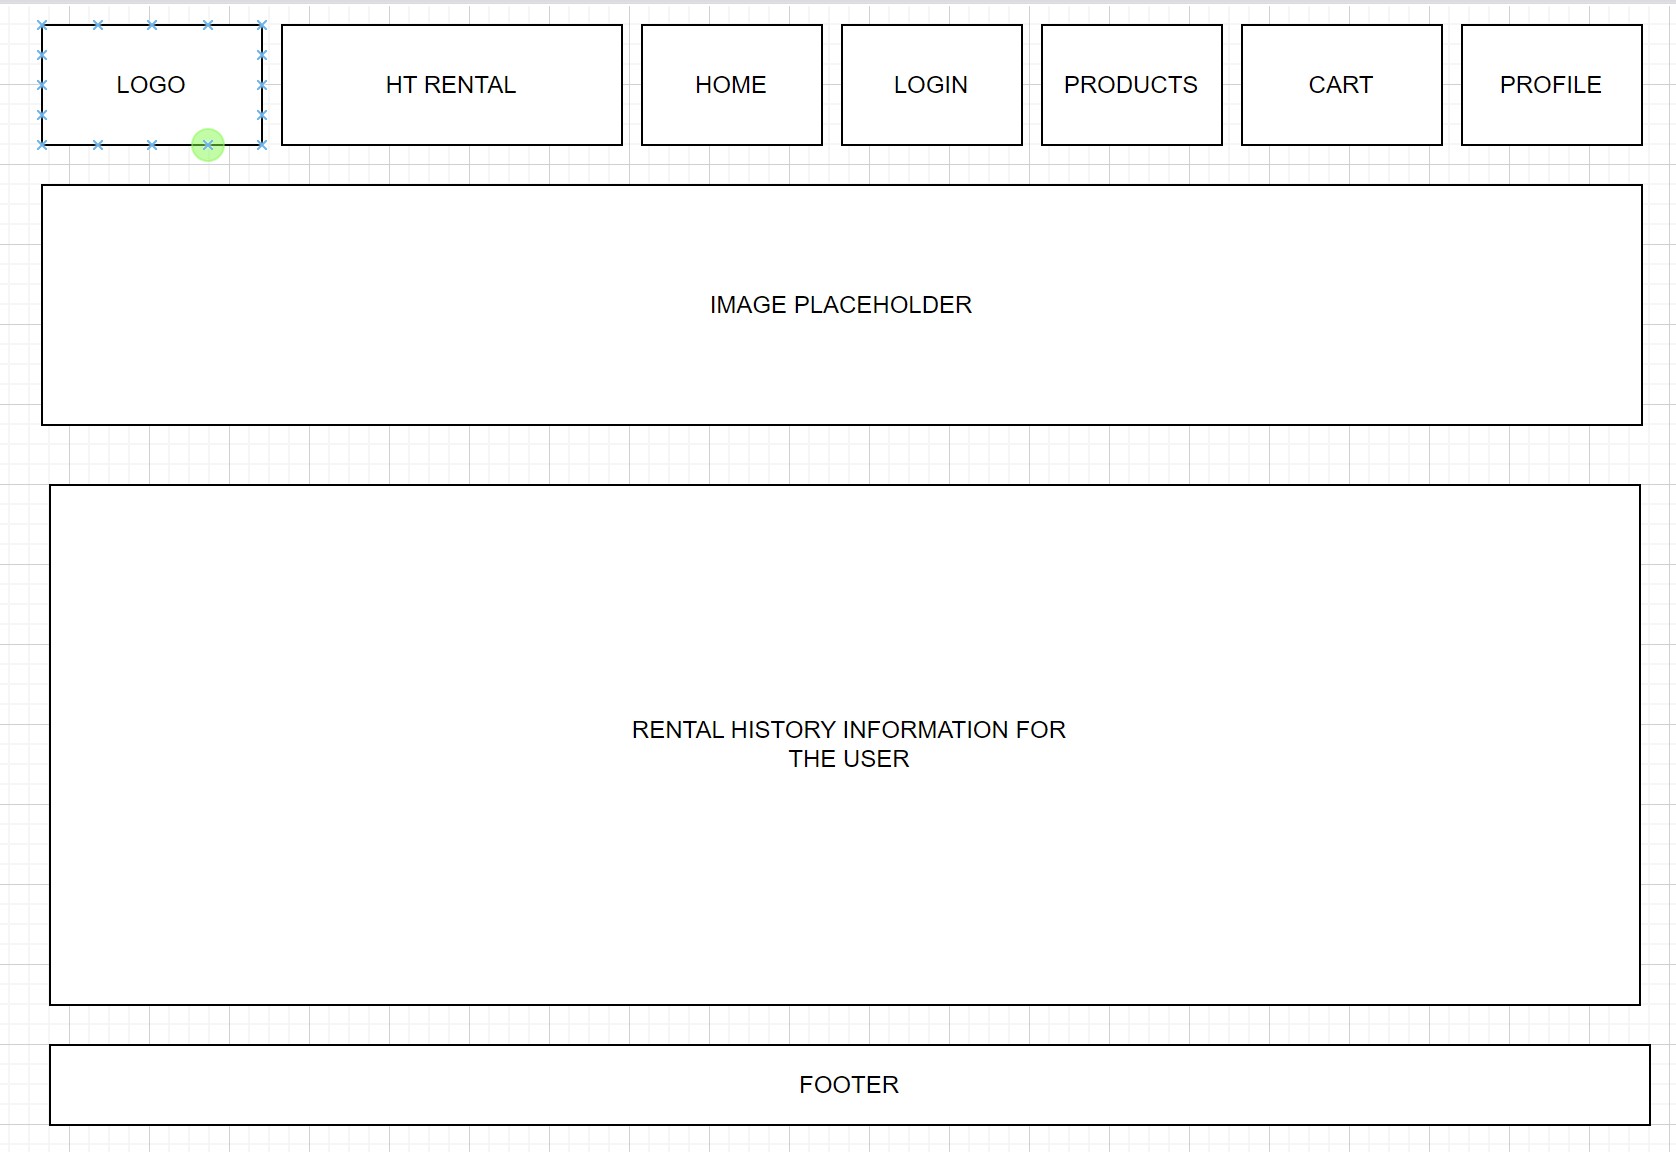 LOGO
HT RENTAL
HOME
LOGIN
PRODUCTS
CART
PROFILE
IMAGE PLACEHOLDER
RENTAL HISTORY INFORMATION FOR
THE USER
FOOTER